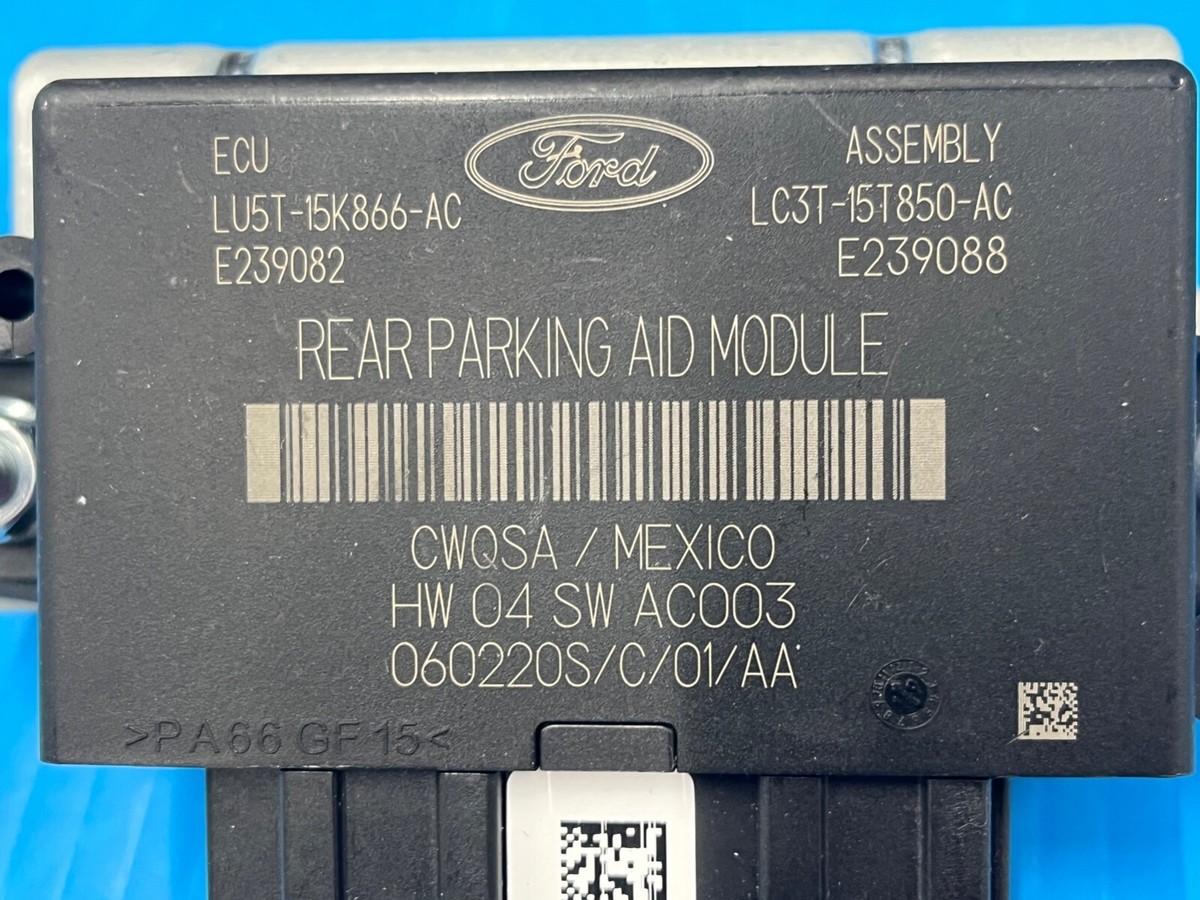 ECU
LU5T-15K866-AC
E239082
Ford
ASSEMBLY
LC3T-15T850-AC
E239088
REAR PARKING AID MODULE
CWQSA / MEXICO
HW 04 SW AC003
060220S/C/01/AA
>PA66 GF15<